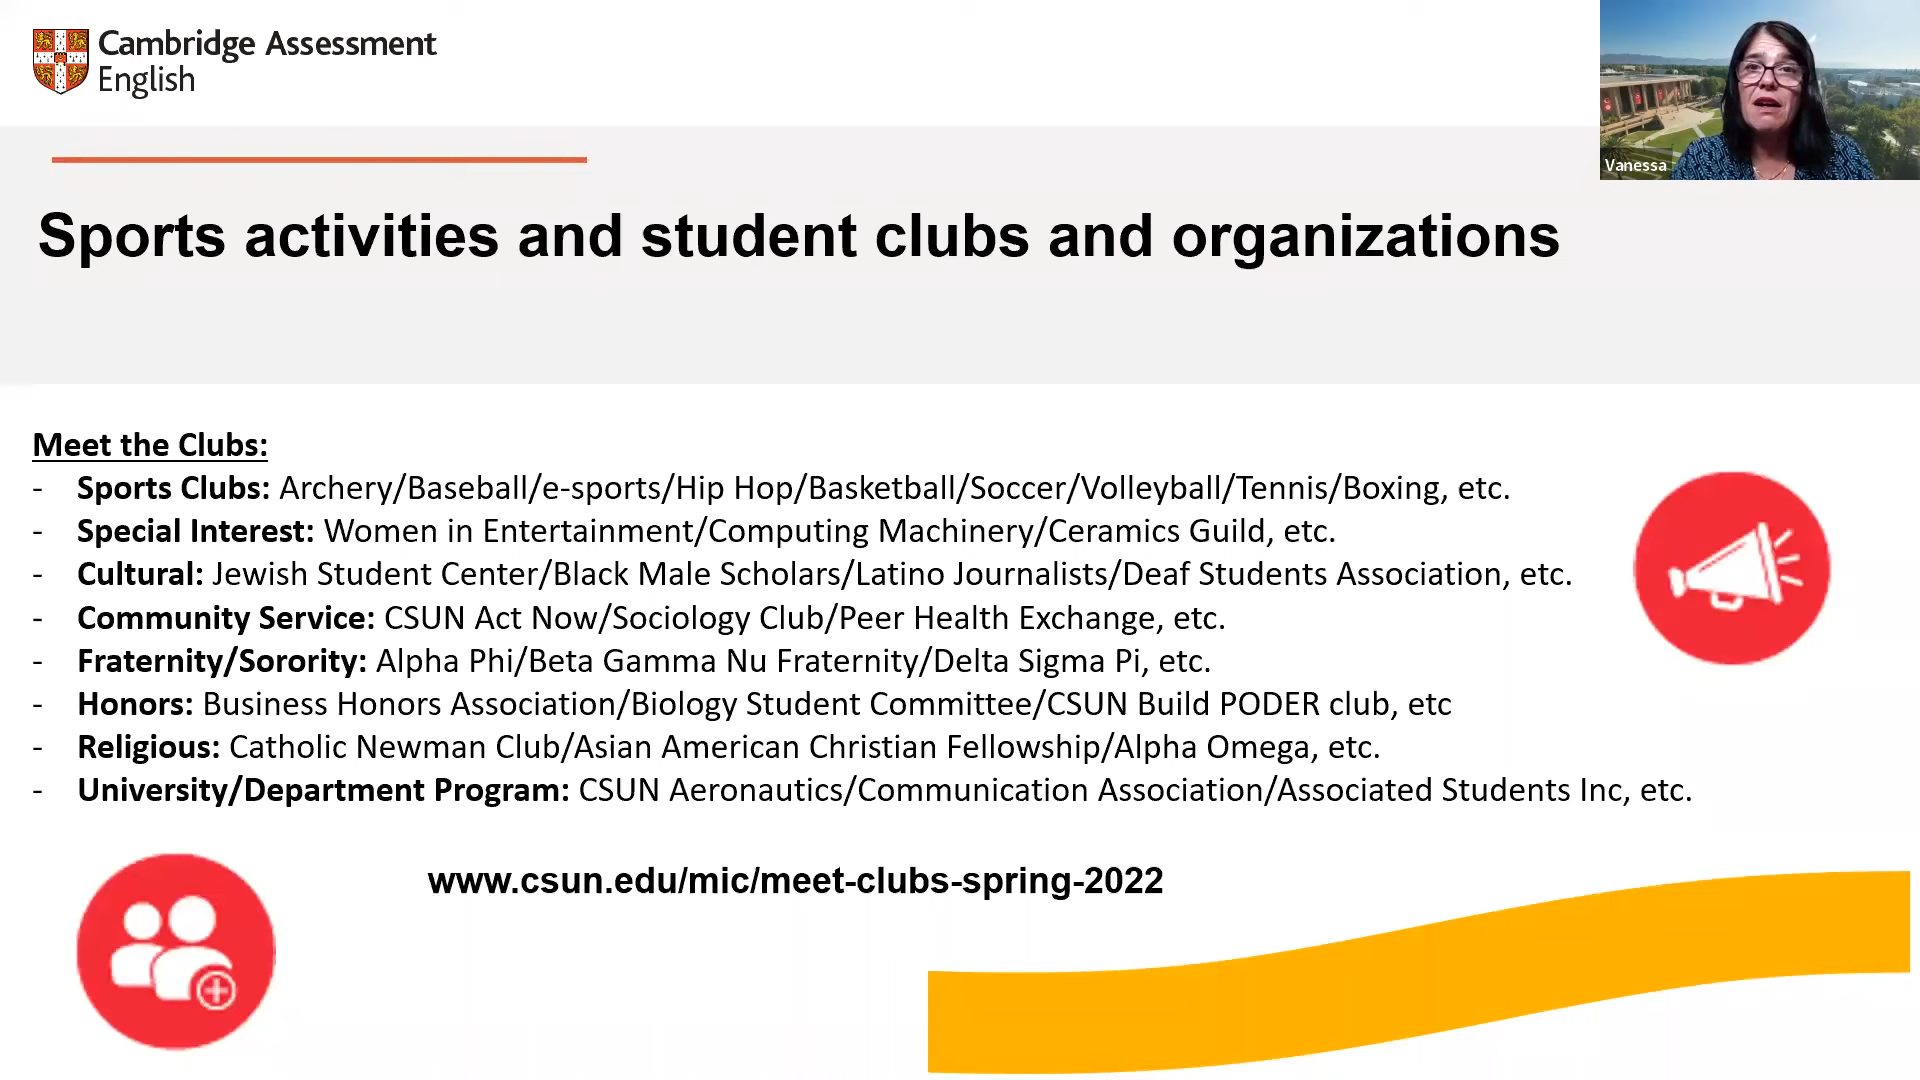 Cambridge Assessment
English
Vanessa
Sports activities and student clubs and organizations
Meet the Clubs:
- Sports Clubs: Archery/Baseball/e-sports/Hip Hop/Basketball/Soccer/Volleyball/Tennis/Boxing, etc.
- Special Interest: Women in Entertainment/Computing Machinery/Ceramics Guild, etc.
- Cultural: Jewish Student Center/Black Male Scholars/Latino Journalists/Deaf Students Association, etc.
- Community Service: CSUN Act Now/Sociology Club/Peer Health Exchange, etc.
- Fraternity/Sorority: Alpha Phi/Beta Gamma Nu Fraternity/Delta Sigma Pi, etc.
- Honors: Business Honors Association/Biology Student Committee/CSUN Build PODER club, etc
- Religious: Catholic Newman Club/Asian American Christian Fellowship/Alpha Omega, etc.
- University/Department Program: CSUN Aeronautics/Communication Association/Associated Students Inc, etc.
www.csun.edu/mic/meet-clubs-spring-2022